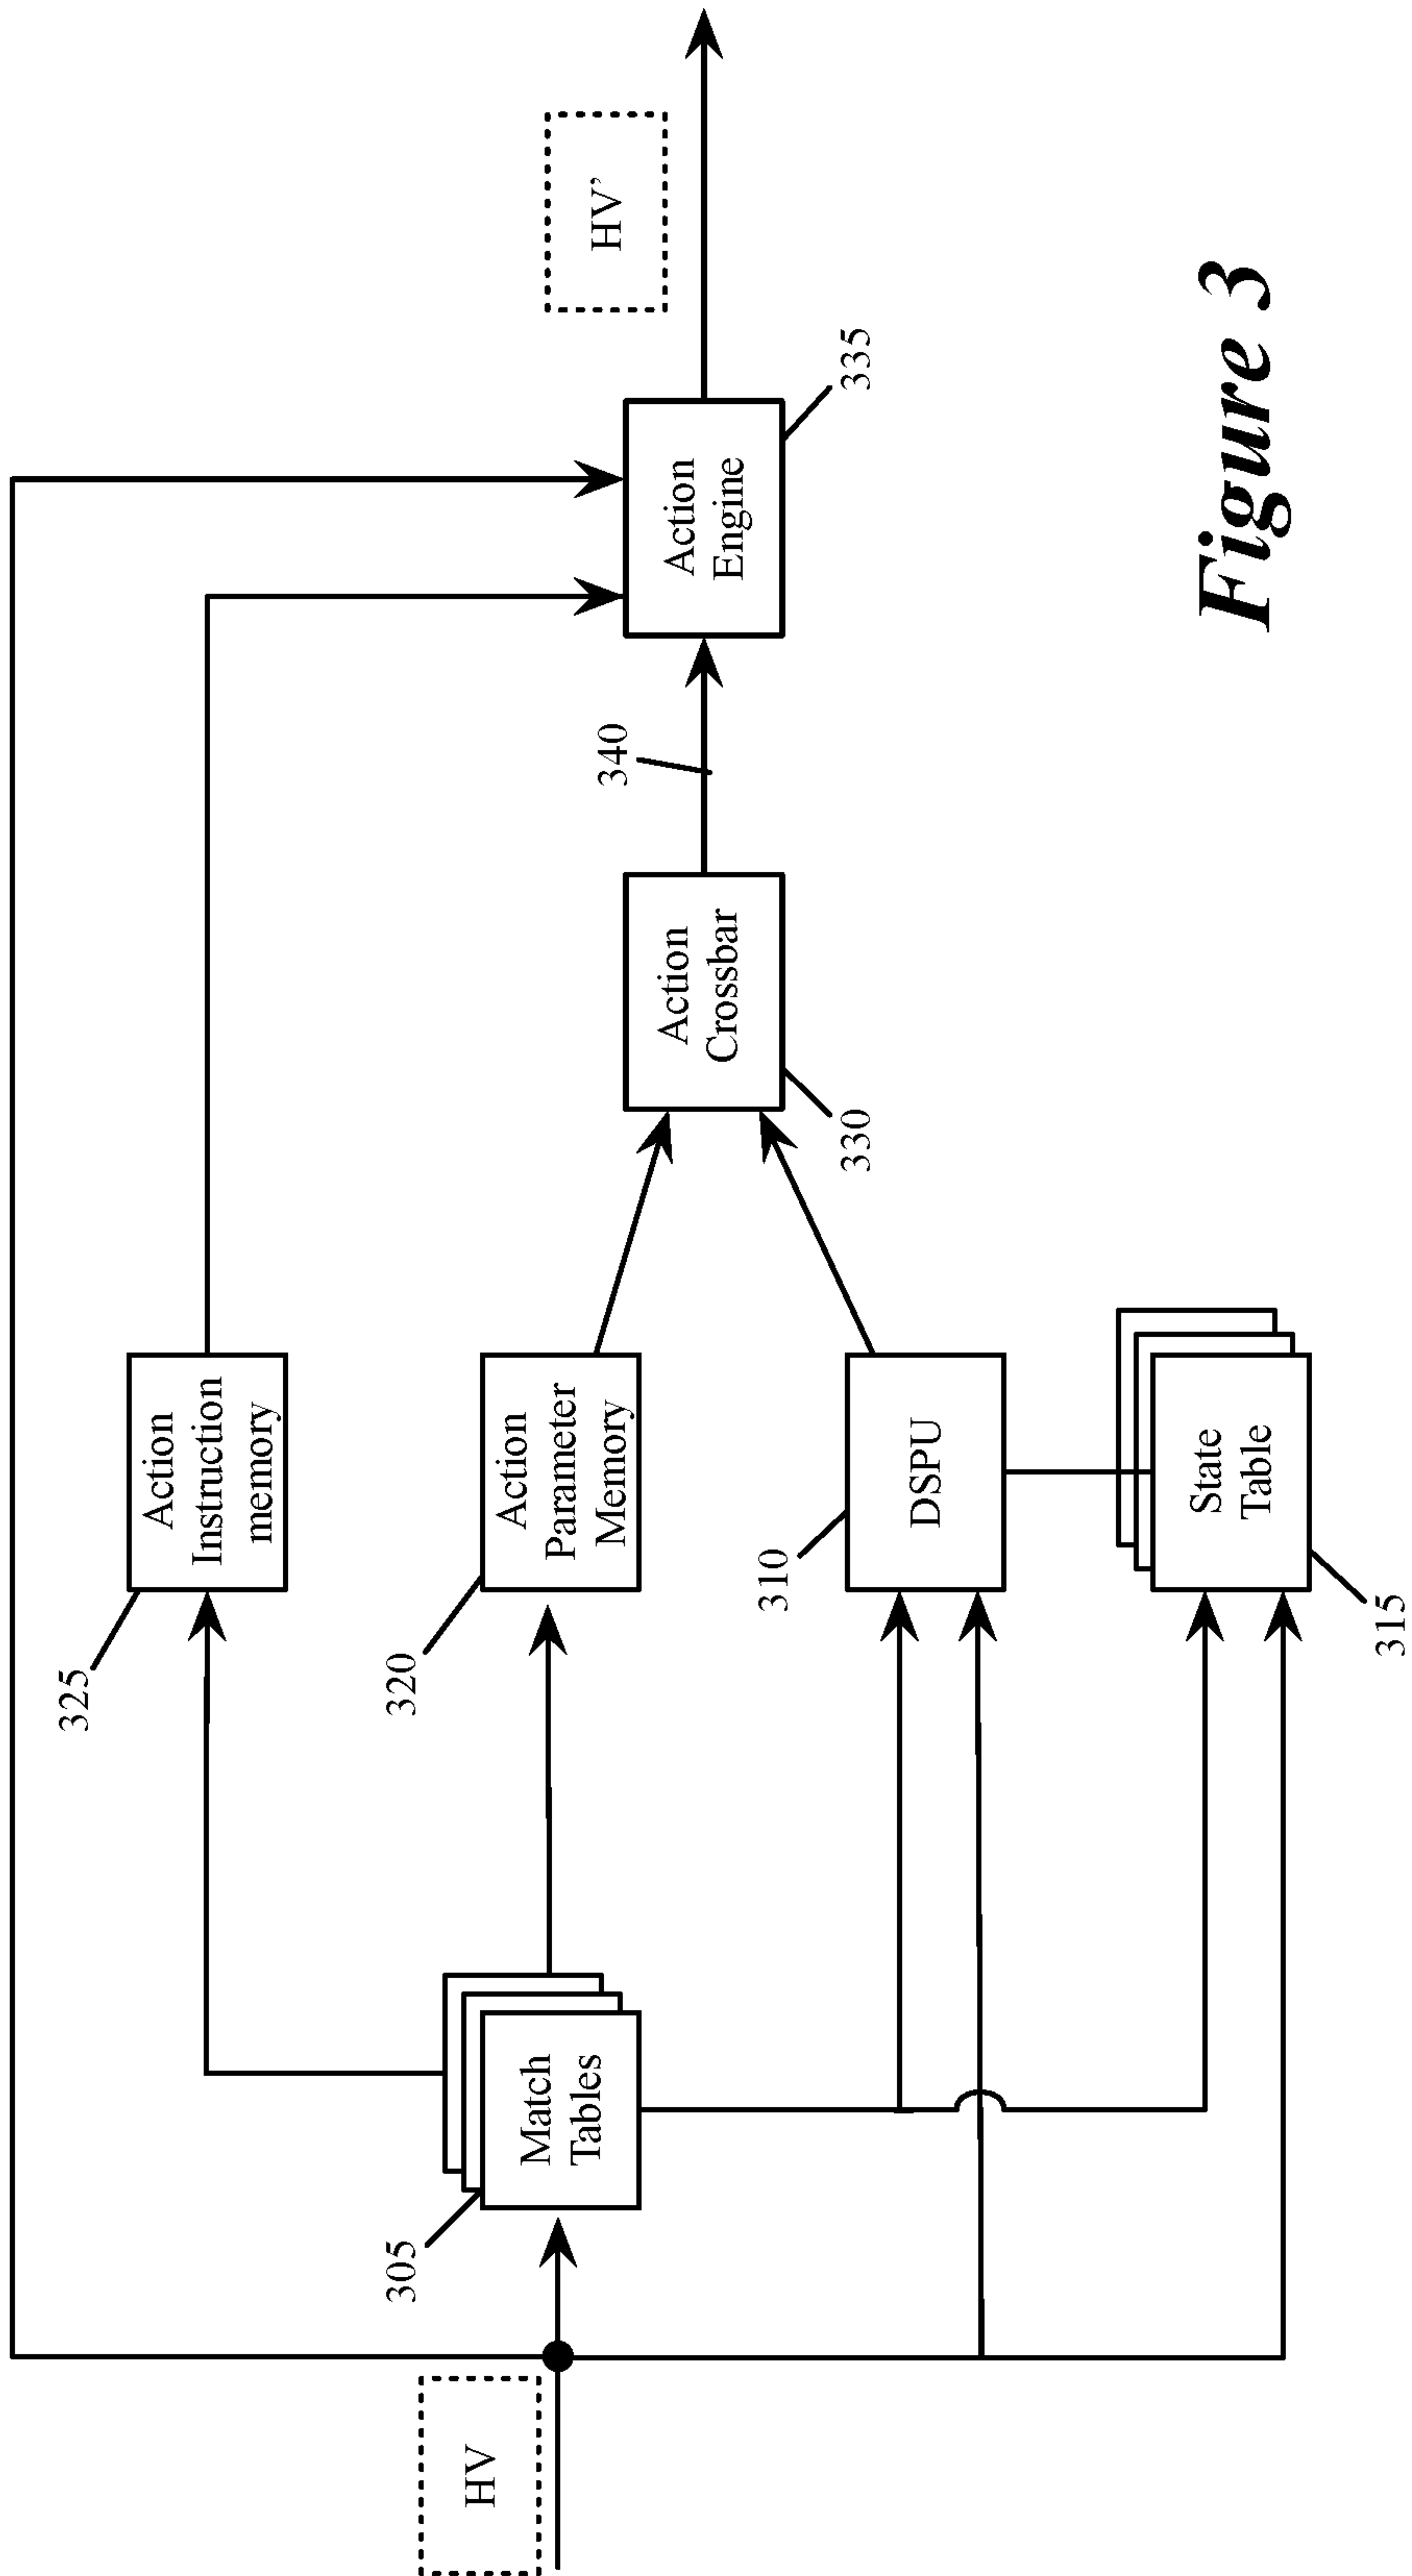 HV
305
Match
Tables
325
Action
Instruction
memory
320
Action
Parameter
Memory
310
DSPU
State
Table
315
Action
Crossbar
330
340
Action
Engine
335
HV’
Figure 3